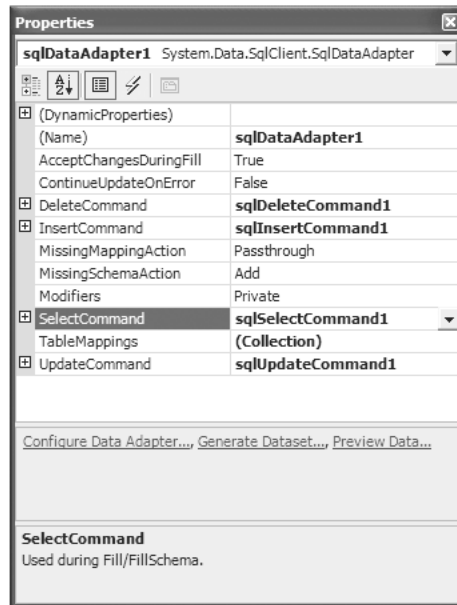 Properties
sqlDataAdapter1 System.Data.SqlClient.SqlDataAdapter
(DynamicProperties)
(Name) sqlDataAdapter1
AcceptChangesDuringFill True
ContinueUpdateOnError False
DeleteCommand sqlDeleteCommand1
InsertCommand sqlInsertCommand1
MissingMappingAction Passthrough
MissingSchemaAction Add
Modifiers Private
SelectCommand sqlSelectCommand1
TableMappings (Collection)
UpdateCommand sqlUpdateCommand1
Configure Data Adapter..., Generate Dataset..., Preview Data...
SelectCommand
Used during Fill/FillSchema.